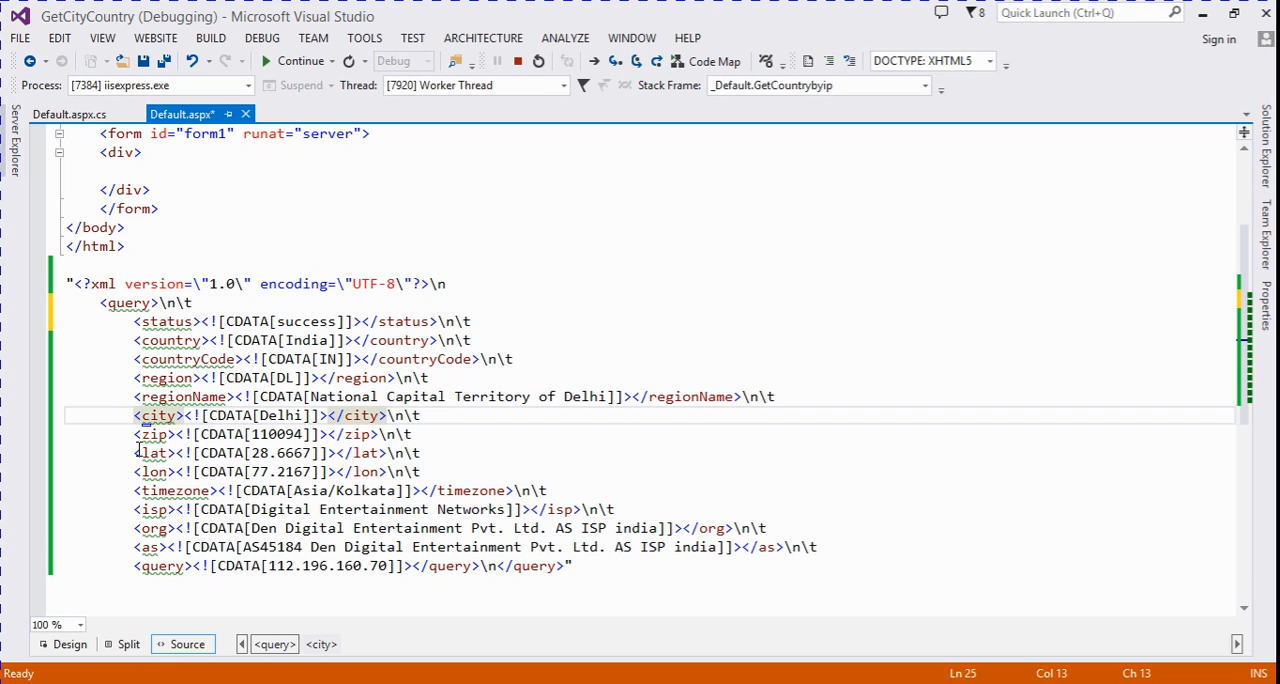 GetCityCountry (Debugging) - Microsoft Visual Studio
8
Quick Launch (Ctrl+Q)
FILE EDIT VIEW WEBSITE BUILD DEBUG TEAM TOOLS TEST ARCHITECTURE ANALYZE WINDOW HELP
Sign in
Continue Debug Code Map DOCTYPE: XHTML5
Process: [7384] iisexpress.exe Suspend Thread: [7920] Worker Thread Stack Frame: _Default.GetCountrybyip
Default.aspx.cs Default.aspx*
Server Explorer
Solution Explorer
Team Explorer
Properties
<form id="form1" runat="server">
<div>
</div>
</form>
</body>
</html>
"<?xml version=\"1.0\" encoding=\"UTF-8\"?>\n
<query>\n\t
<status><![CDATA[success]]></status>\n\t
<country><![CDATA[India]]></country>\n\t
<countryCode><![CDATA[IN]]></countryCode>\n\t
<region><![CDATA[DL]]></region>\n\t
<regionName><![CDATA[National Capital Territory of Delhi]]></regionName>\n\t
<city><![CDATA[Delhi]]></city>\n\t
<zip><![CDATA[110094]]></zip>\n\t
<lat><![CDATA[28.6667]]></lat>\n\t
<lon><![CDATA[77.2167]]></lon>\n\t
<timezone><![CDATA[Asia/Kolkata]]></timezone>\n\t
<isp><![CDATA[Digital Entertainment Networks]]></isp>\n\t
<org><![CDATA[Den Digital Entertainment Pvt. Ltd. AS ISP india]]></org>\n\t
<as><![CDATA[AS45184 Den Digital Entertainment Pvt. Ltd. AS ISP india]]></as>\n\t
<query><![CDATA[112.196.160.70]]></query>\n</query>"
100 %
Design Split Source <query> <city>
Ready Ln 25 Col 13 Ch 13 INS